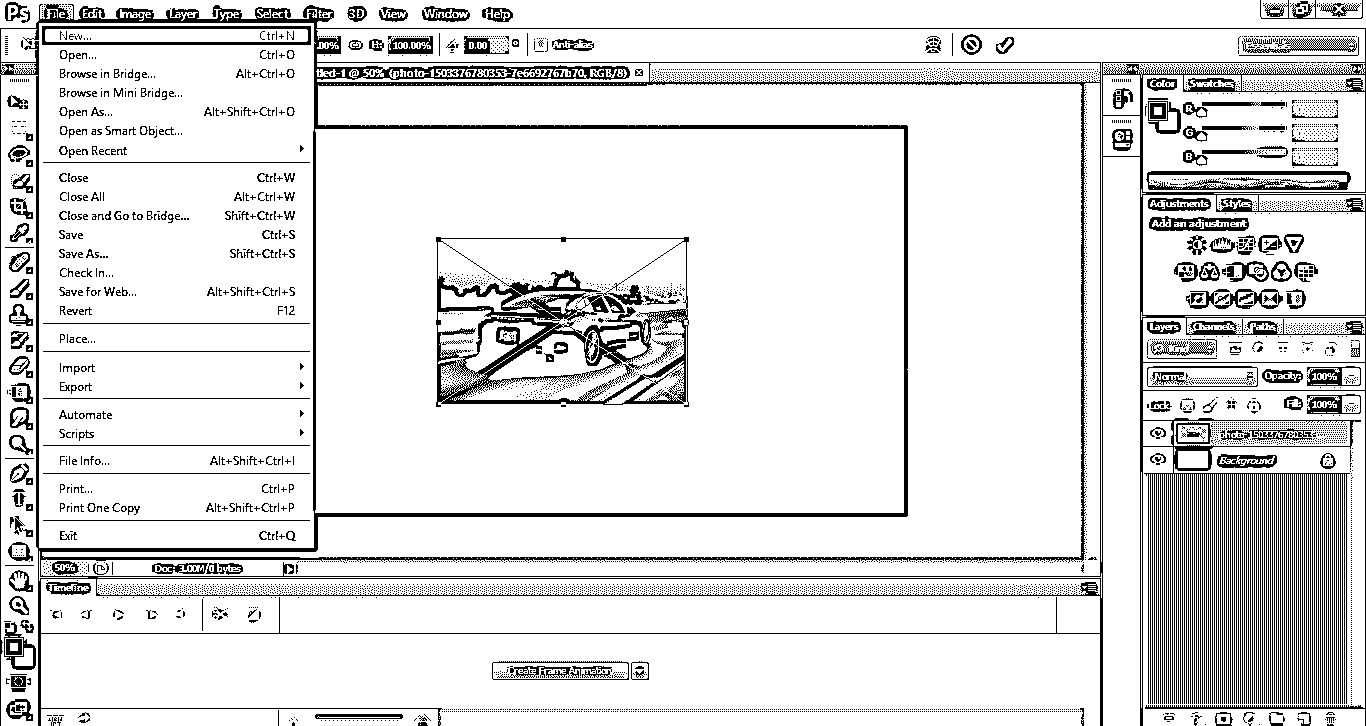 Ps File Edit Image Layer Type Select Filter 3D View Window Help
.00% H: 100.00% 0.00 ° Anti-alias
tled-1 @ 50% (photo-1503376780353-7e6692767b70, RGB/8)
New... Ctrl+N
Open... Ctrl+O
Browse in Bridge... Alt+Ctrl+O
Browse in Mini Bridge...
Open As... Alt+Shift+Ctrl+O
Open as Smart Object...
Open Recent
Close Ctrl+W
Close All Alt+Ctrl+W
Close and Go to Bridge... Shift+Ctrl+W
Save Ctrl+S
Save As... Shift+Ctrl+S
Check In...
Save for Web... Alt+Shift+Ctrl+S
Revert F12
Place...
Import
Export
Automate
Scripts
File Info... Alt+Shift+Ctrl+I
Print... Ctrl+P
Print One Copy Alt+Shift+Ctrl+P
Exit Ctrl+Q
Color Swatches
R
G
B
Adjustments Styles
Add an adjustment
Layers Channels Paths
Normal Opacity: 100%
Lock: Fill: 100%
photo-1503376780353-
Background
50% Doc: 3.00M/0 bytes
Timeline
Create Frame Animation